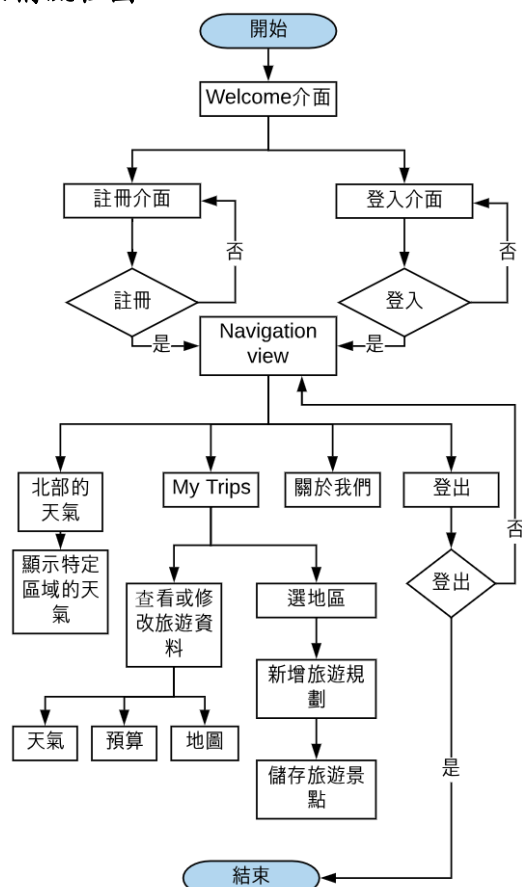 開始
Welcome介面
註冊介面
登入介面
否
否
註冊
登入
是
是
Navigation
view
北部的
天氣
My Trips
關於我們
登出
否
顯示特定
區域的天
氣
登出
查看或修
改旅遊資
料
選地區
新增旅遊規
劃
天氣
預算
地圖
儲存旅遊景
點
是
結束